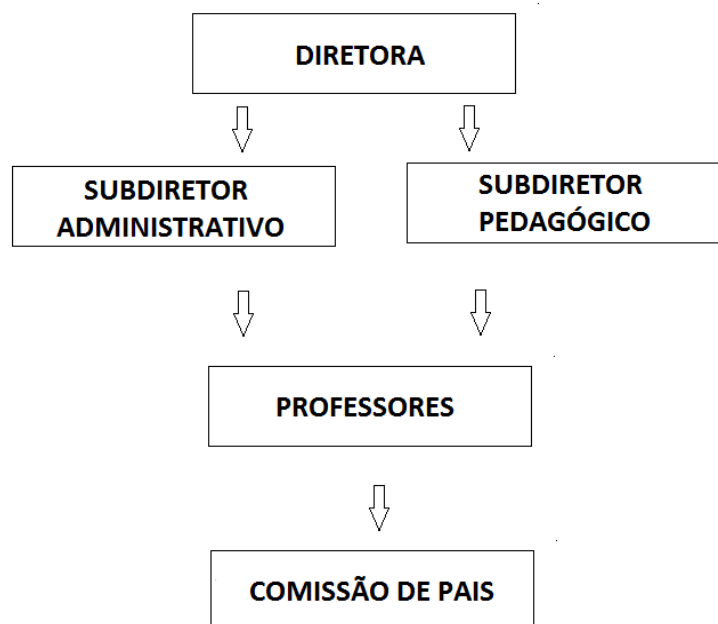 DIRETORA
SUBDIRETOR
ADMINISTRATIVO
SUBDIRETOR
PEDAGÓGICO
PROFESSORES
COMISSÃO DE PAIS